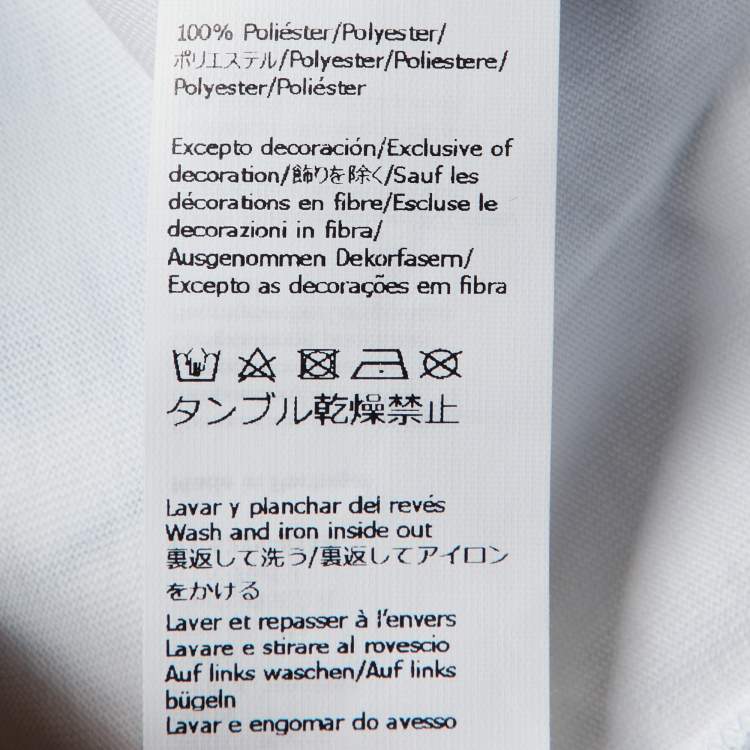 100% Poliéster/Polyester/
ポリエステル/Polyester/Poliestere/
Polyester/Poliéster
Excepto decoración/Exclusive of
decoration/飾りを除く/Sauf les
décorations en fibre/Escluse le
decorazioni in fibra/
Ausgenommen Dekorfasern/
Excepto as decorações em fibra
タンブル乾燥禁止
Lavar y planchar del revés
Wash and iron inside out
裏返して洗う/裏返してアイロン
をかける
Laver et repasser à l'envers
Lavare e stirare al rovescio
Auf links waschen/Auf links
bügeln
Lavar e engomar do avesso